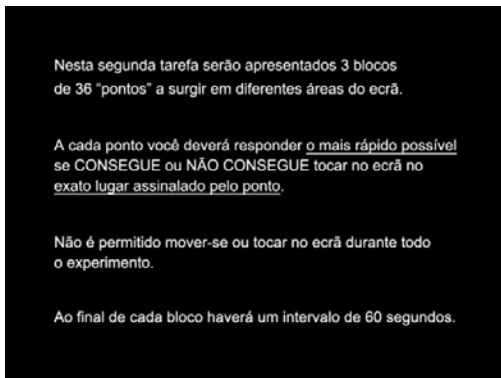 Nesta segunda tarefa serão apresentados 3 blocos
de 36 “pontos” a surgir em diferentes áreas do ecrã.
A cada ponto você deverá responder o mais rápido possível
se CONSEGUE ou NÃO CONSEGUE tocar no ecrã no
exato lugar assinalado pelo ponto.
Não é permitido mover-se ou tocar no ecrã durante todo
o experimento.
Ao final de cada bloco haverá um intervalo de 60 segundos.